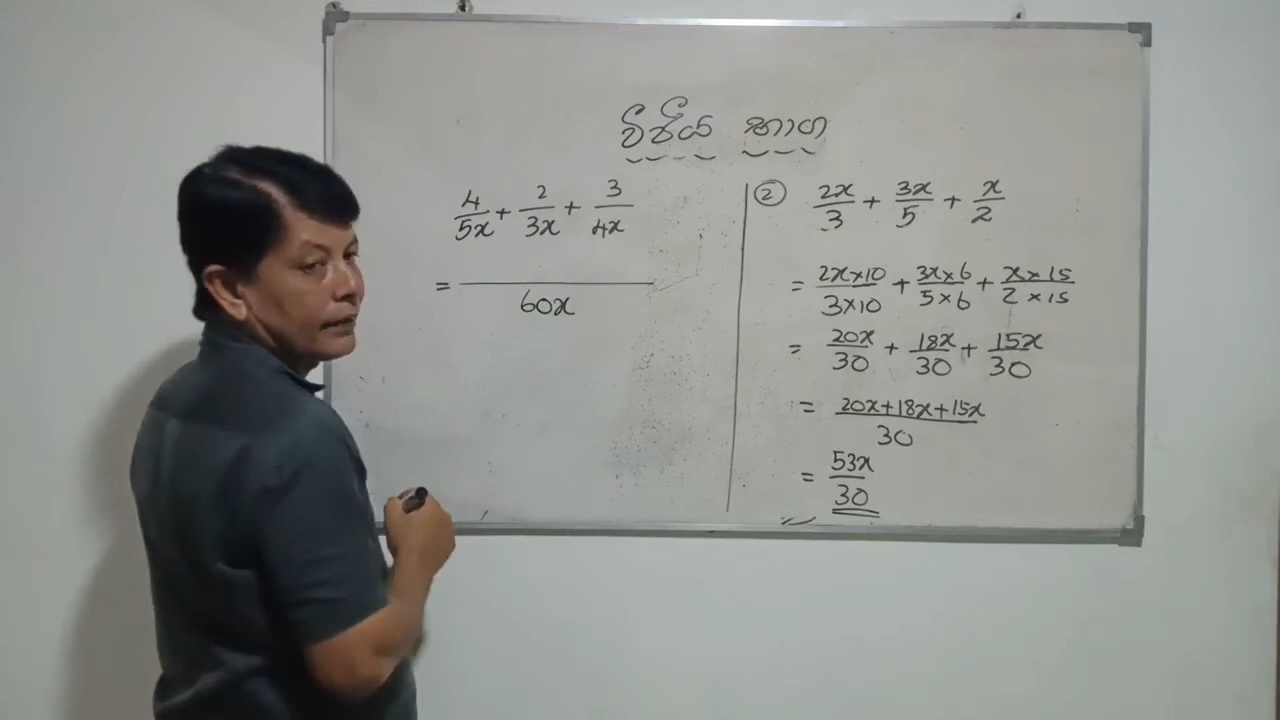 වීජීය භාග
4/5x + 2/3x + 3/4x
= ———/60x
② 2x/3 + 3x/5 + x/2
= 2x×10/3×10 + 3x×6/5×6 + x×15/2×15
= 20x/30 + 18x/30 + 15x/30
= 20x+18x+15x/30
= 53x/30